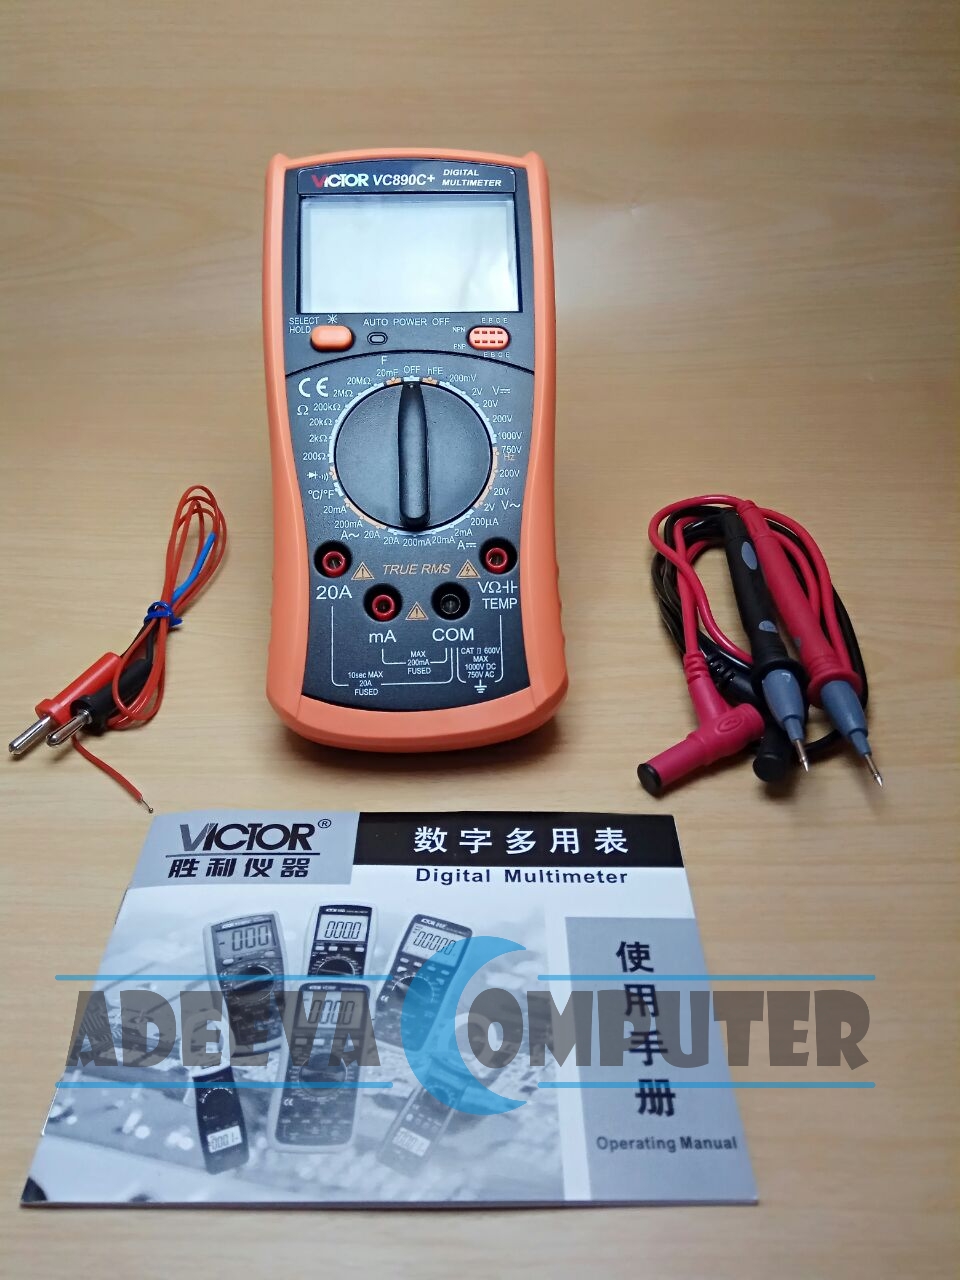 VICTOR VC890C+ DIGITAL MULTIMETER
SELECT
HOLD
AUTO POWER OFF
E B C E
NPN
PNP
E B C E
F
20mF
OFF
hFE
200mV
2V
V
20V
200V
1000V
750V
Hz
200V
20V
2V
V~
200µA
2mA
A
20mA
200mA
20A
20A
A~
200mA
20mA
°C/°F
200Ω
2kΩ
20kΩ
200kΩ
Ω
2MΩ
20MΩ
CE
TRUE RMS
20A
VΩ
TEMP
mA
COM
MAX
200mA
FUSED
10sec MAX
20A
FUSED
CAT II 600V
MAX
1000V DC
750V AC
VICTOR®
胜利仪器
数字多用表
Digital Multimeter
使用手册
Operating Manual
ADEEVA COMPUTER